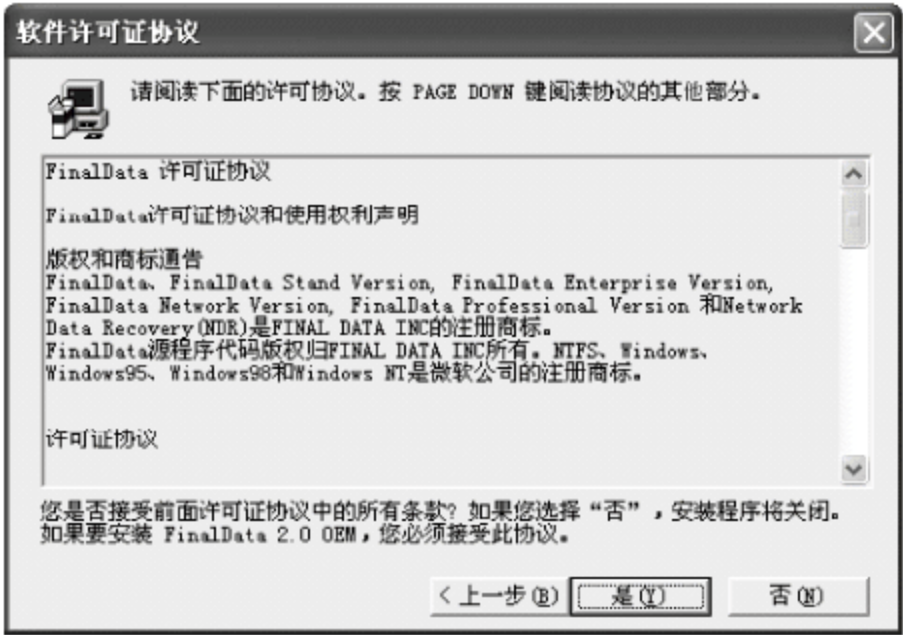 软件许可证协议
请阅读下面的许可协议。按 PAGE DOWN 键阅读协议的其他部分。
FinalData 许可证协议
FinalData许可证协议和使用权利声明
版权和商标通告
FinalData、FinalData Stand Version, FinalData Enterprise Version,
FinalData Network Version, FinalData Professional Version 和Network
Data Recovery(NDR)是FINAL DATA INC的注册商标。
FinalData源程序代码版权归FINAL DATA INC所有。NTFS、Windows、
Windows95、Windows98和Windows NT是微软公司的注册商标。
许可证协议
您是否接受前面许可证协议中的所有条款？如果您选择“否”，安装程序将关闭。
如果要安装 FinalData 2.0 OEM，您必须接受此协议。
<上一步(B)
是(Y)
否(N)